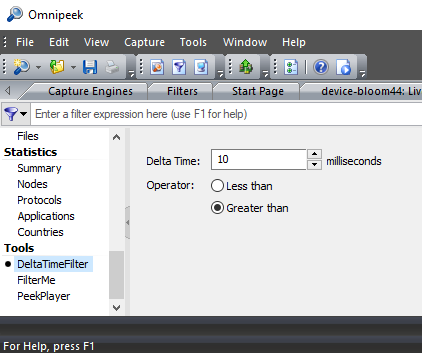 Omnipeek
File Edit View Capture Tools Window Help
Capture Engines Filters Start Page device-bloom44: Liv
Enter a filter expression here (use F1 for help)
Files
Statistics
Summary
Nodes
Protocols
Applications
Countries
Tools
DeltaTimeFilter
FilterMe
PeekPlayer
Delta Time: 10 milliseconds
Operator: Less than
Greater than
For Help, press F1